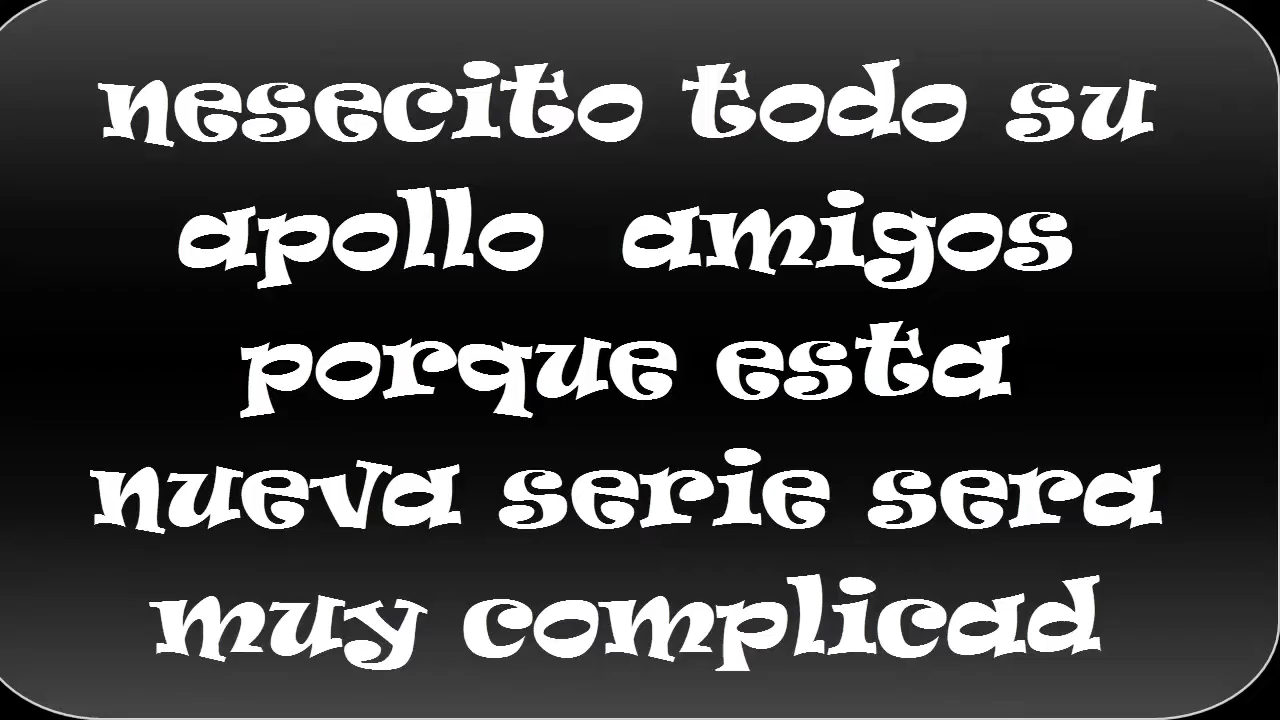 nesecito todo su
apollo amigos
porque esta
nueva serie sera
muy complicad